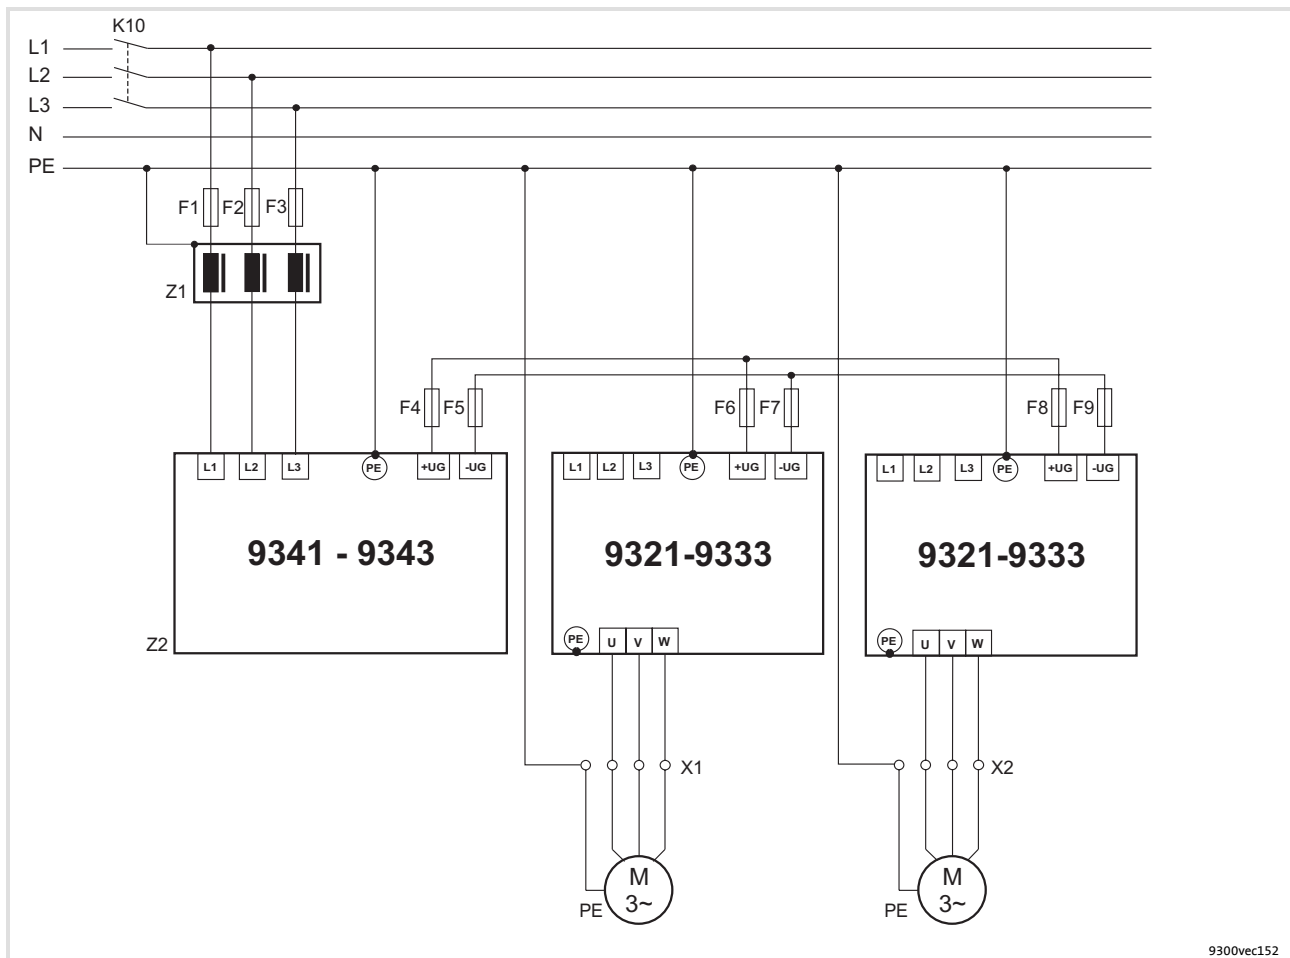 K10
L1
L2
L3
N
PE
F1 F2 F3
Z1
F4 F5 F6 F7 F8 F9
L1 L2 L3 PE +UG -UG
L1 L2 L3 PE +UG -UG
L1 L2 L3 PE +UG -UG
9341 - 9343
9321-9333
9321-9333
Z2
PE U V W
PE U V W
X1
X2
M
3~
PE
M
3~
PE
9300vec152